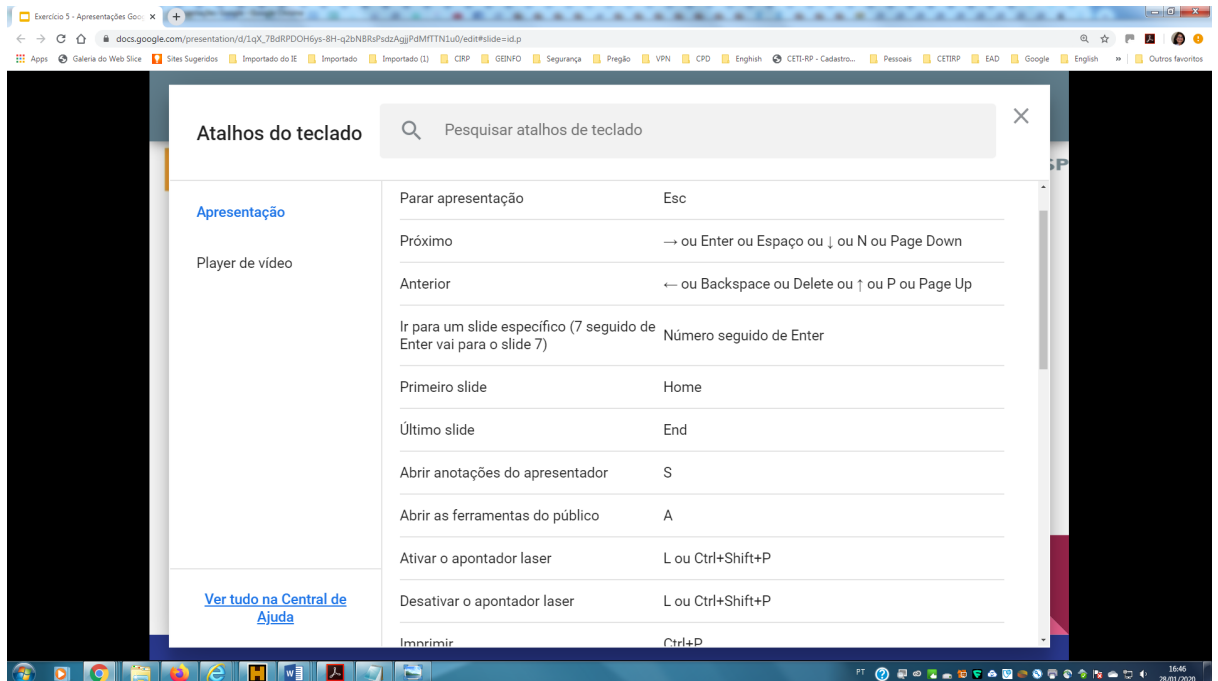 Exercício 5 - Apresentações Goo
docs.google.com/presentation/d/1qX_7BdRPDOH6ys-8H-q2bN8RsPsdzAgjjPdMfTTN1u0/edit#slide=id.p
Apps Galeria do Web Slice Sites Sugeridos Importado do IE Importado Importado (1) CIRP GEINFO Segurança Pregão VPN CPD Enghish CETI-RP - Cadastro... Pessoais CETIRP EAD Google English » Outros favoritos
Atalhos do teclado
Pesquisar atalhos de teclado
SP
Apresentação
Player de vídeo
Ver tudo na Central de
Ajuda
Parar apresentação Esc
Próximo → ou Enter ou Espaço ou ↓ ou N ou Page Down
Anterior ← ou Backspace ou Delete ou ↑ ou P ou Page Up
Ir para um slide específico (7 seguido de
Enter vai para o slide 7) Número seguido de Enter
Primeiro slide Home
Último slide End
Abrir anotações do apresentador S
Abrir as ferramentas do público A
Ativar o apontador laser L ou Ctrl+Shift+P
Desativar o apontador laser L ou Ctrl+Shift+P
Imprimir Ctrl+P
PT
16:46
28/01/2020